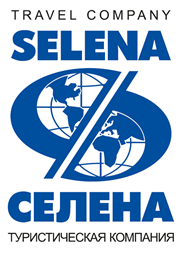 TRAVEL COMPANY
SELENA
СЕЛЕНА
ТУРИСТИЧЕСКАЯ КОМПАНИЯ